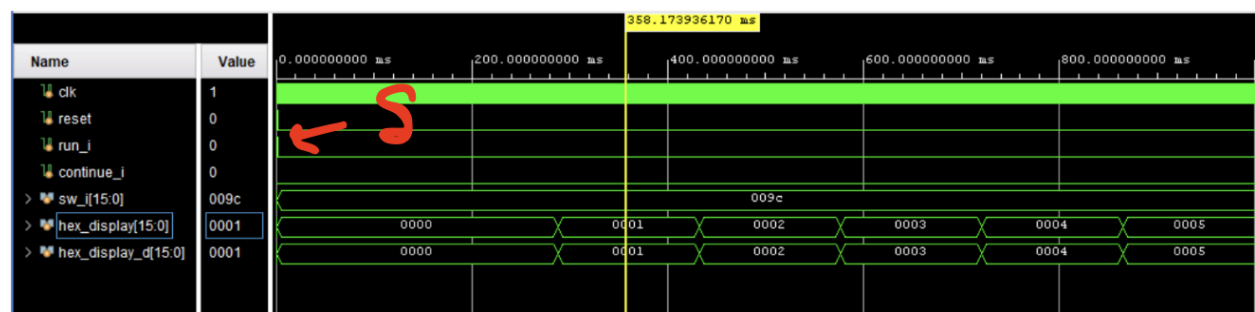 358.173936170 ms
Name Value 0.000000000 ms 200.000000000 ms 400.000000000 ms 600.000000000 ms 800.000000000 ms
clk 1
S
reset 0
run_i 0
continue_i 0
> sw_i[15:0] 009c 009c
> hex_display[15:0] 0001 0000 0001 0002 0003 0004 0005
> hex_display_d[15:0] 0001 0000 0001 0002 0003 0004 0005